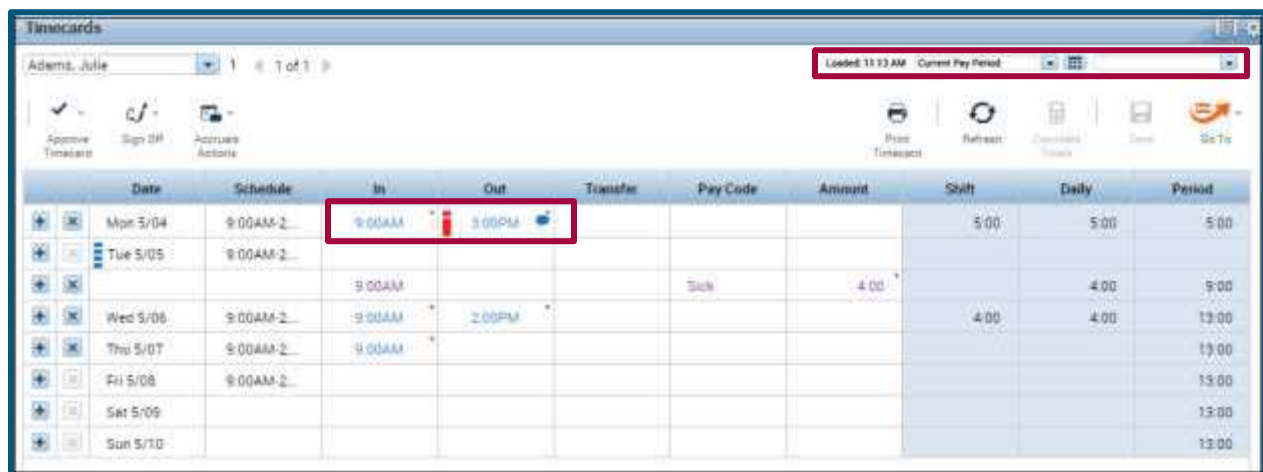 Timecards
Adams, Julie 1 1 of 1 Loaded: 11:13 AM Current Pay Period
Approve Timecard Sign Off Accruals Actions Print Timecard Refresh Calculate Totals Save Go To
Date Schedule In Out Transfer Pay Code Amount Shift Daily Period
Mon 5/04 9:00AM-2... 9:00AM 3:00PM 5:00 5:00 5:00
Tue 5/05 9:00AM-2...
9:00AM Sick 4:00 4:00 9:00
Wed 5/06 9:00AM-2... 9:00AM 2:00PM 4:00 4:00 13:00
Thu 5/07 9:00AM-2... 9:00AM 13:00
Fri 5/08 9:00AM-2... 13:00
Sat 5/09 13:00
Sun 5/10 13:00